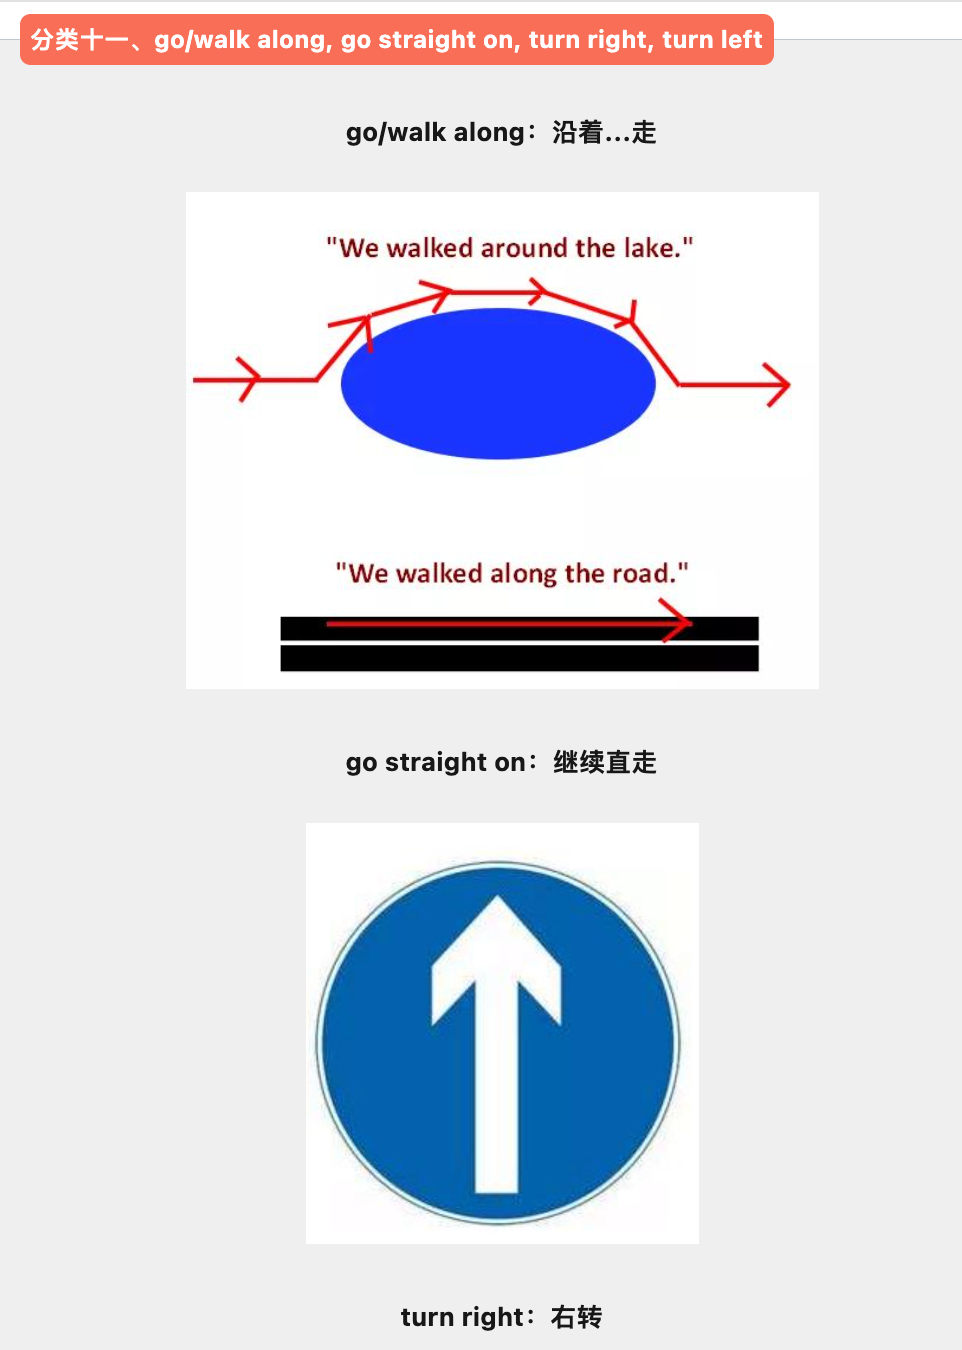 分类十一、go/walk along, go straight on, turn right, turn left
go/walk along：沿着...走
"We walked around the lake."
"We walked along the road."
go straight on：继续直走
turn right：右转